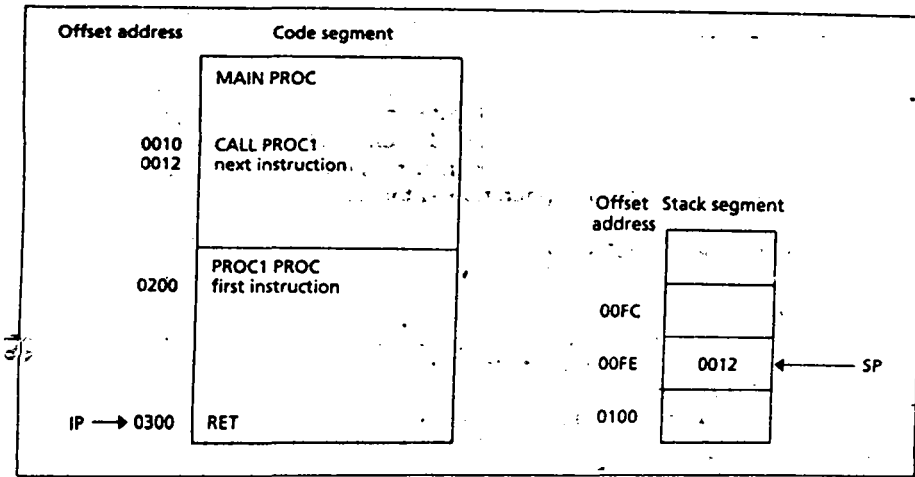 Offset address Code segment
MAIN PROC
0010 CALL PROC1
0012 next instruction
PROC1 PROC
0200 first instruction
IP 0300 RET
Offset Stack segment
address
00FC
00FE 0012 SP
0100